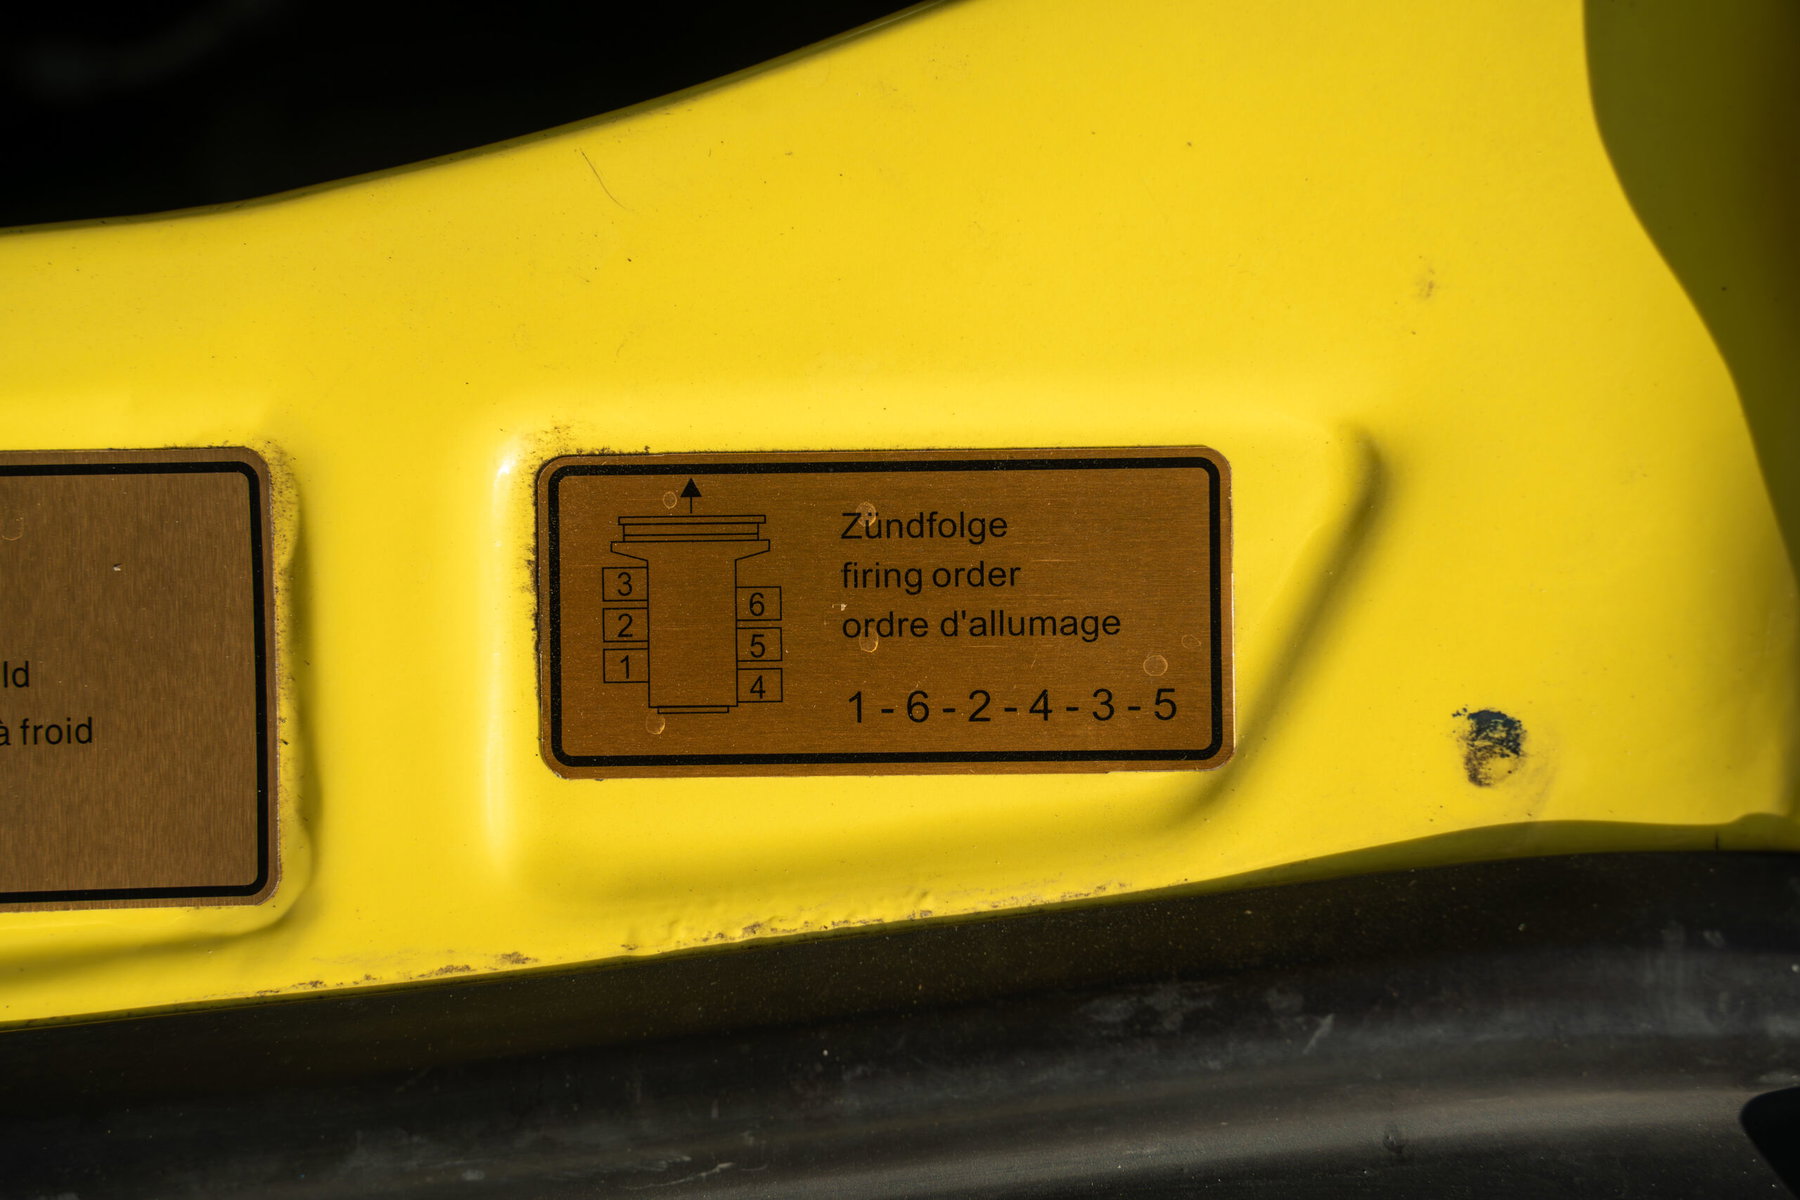 ld
à froid
3
2
1
6
5
4
Zündfolge
firing order
ordre d'allumage
1 - 6 - 2 - 4 - 3 - 5